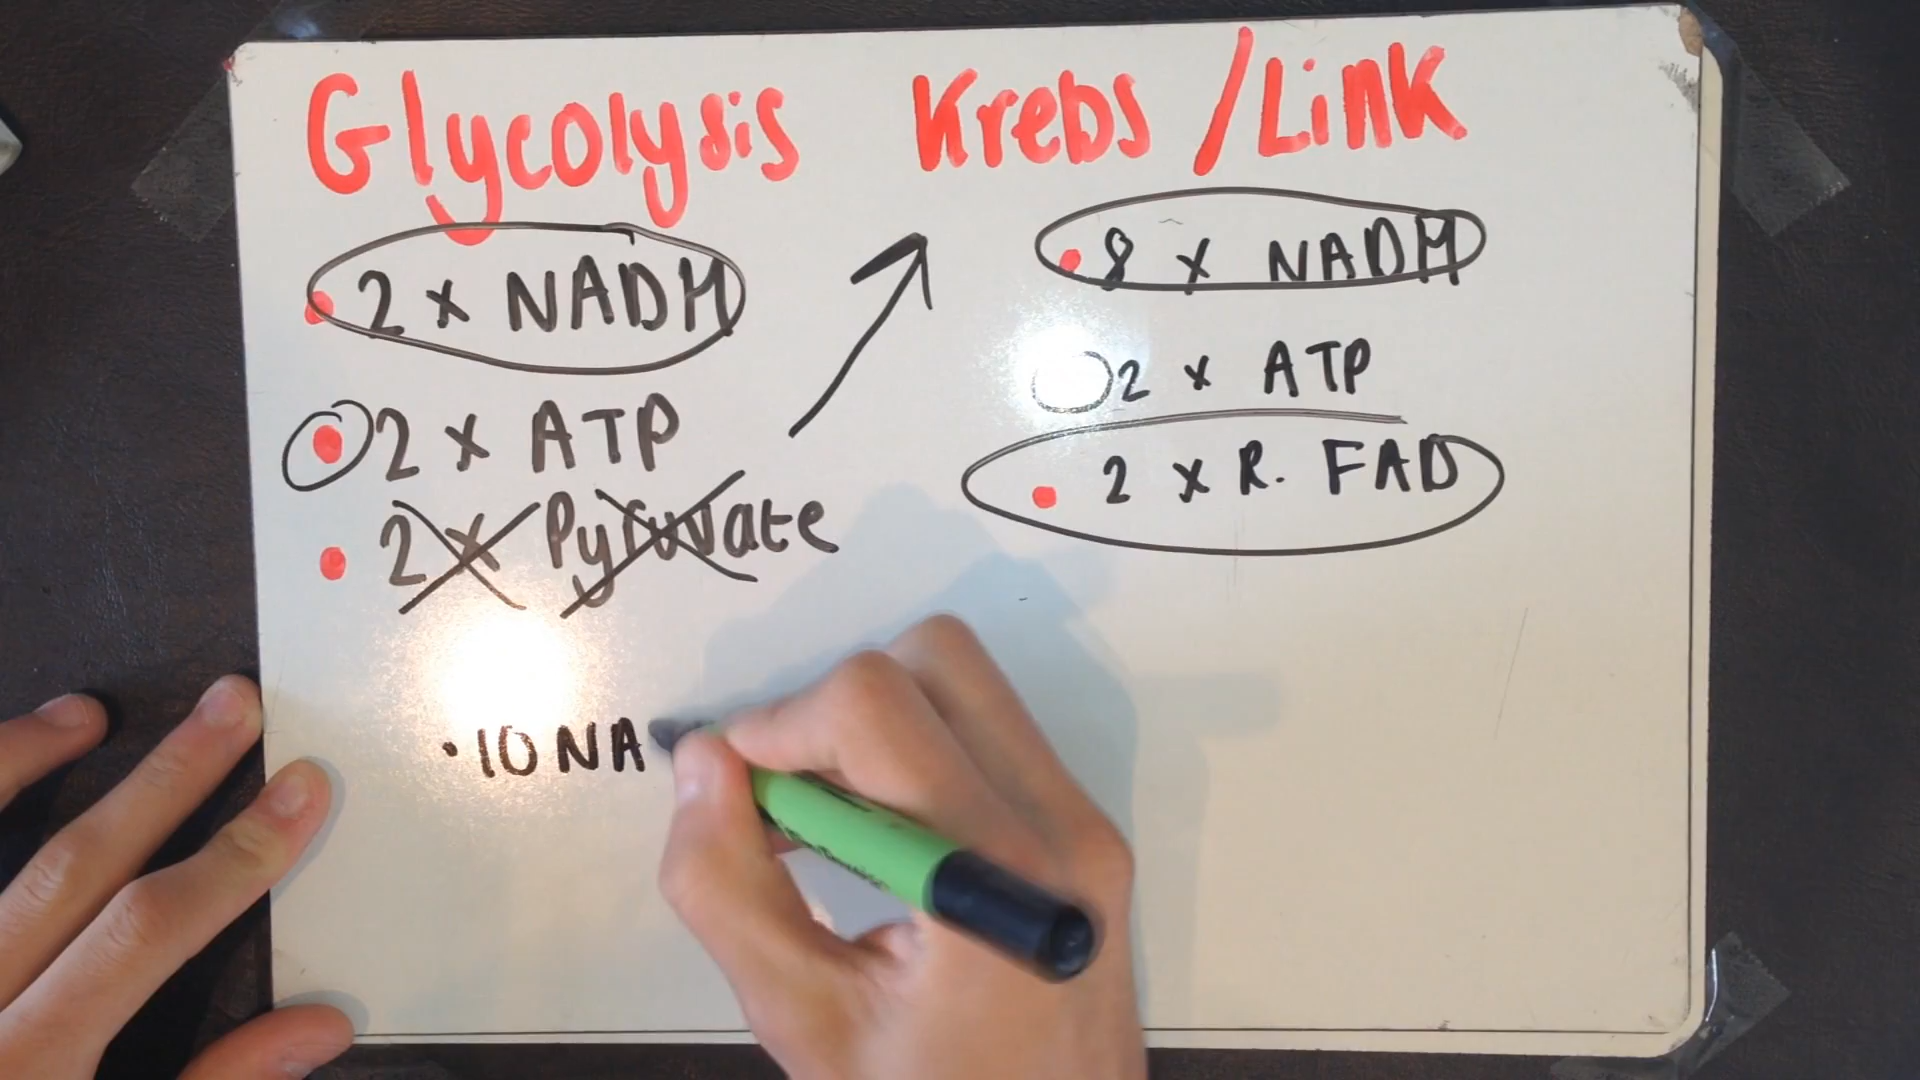 Glycolysis
2 x NADH
2 x ATP
2 x Pyruvate
Krebs / Link
8 x NADH
2 x ATP
2 x R. FAD
• 10 NA